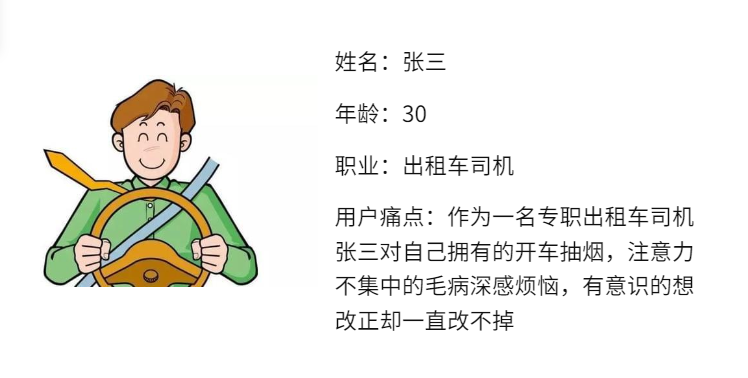 姓名：张三
年龄：30
职业：出租车司机
用户痛点：作为一名专职出租车司机
张三对自己拥有的开车抽烟，注意力
不集中的毛病深感烦恼，有意识的想
改正却一直改不掉